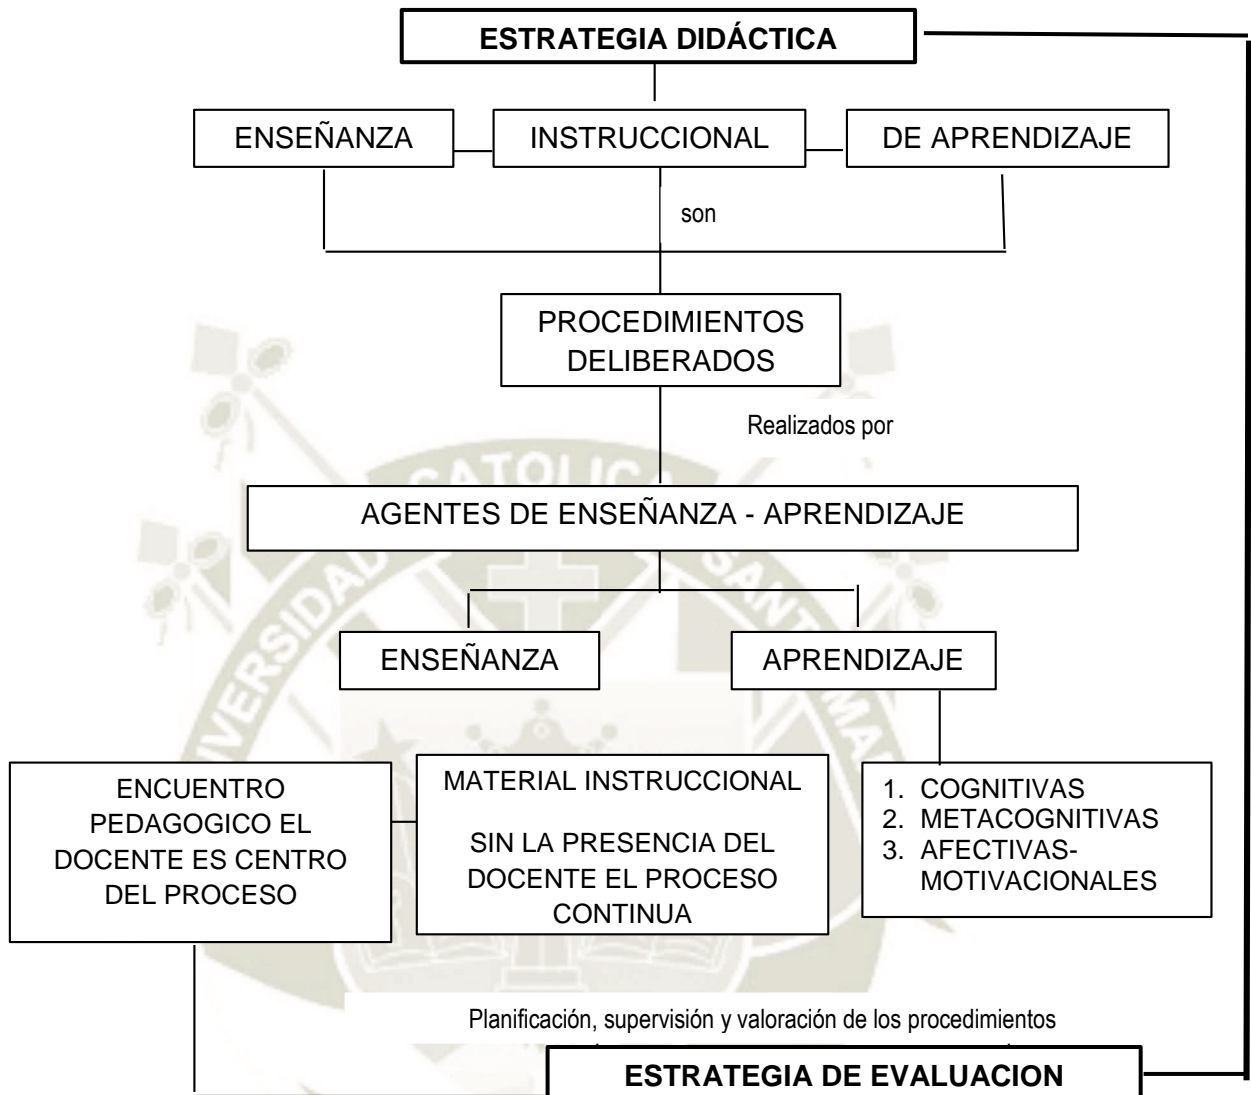 ESTRATEGIA DIDÁCTICA
ENSEÑANZA
INSTRUCCIONAL
DE APRENDIZAJE
son
PROCEDIMIENTOS
DELIBERADOS
Realizados por
CATOLICA
AGENTES DE ENSEÑANZA - APRENDIZAJE
ENSEÑANZA
APRENDIZAJE
ENCUENTRO
PEDAGOGICO EL
DOCENTE ES CENTRO
DEL PROCESO
MATERIAL INSTRUCCIONAL
SIN LA PRESENCIA DEL
DOCENTE EL PROCESO
CONTINUA
1. COGNITIVAS
2. METACOGNITIVAS
3. AFECTIVAS-
MOTIVACIONALES
Planificación, supervisión y valoración de los procedimientos
ESTRATEGIA DE EVALUACION